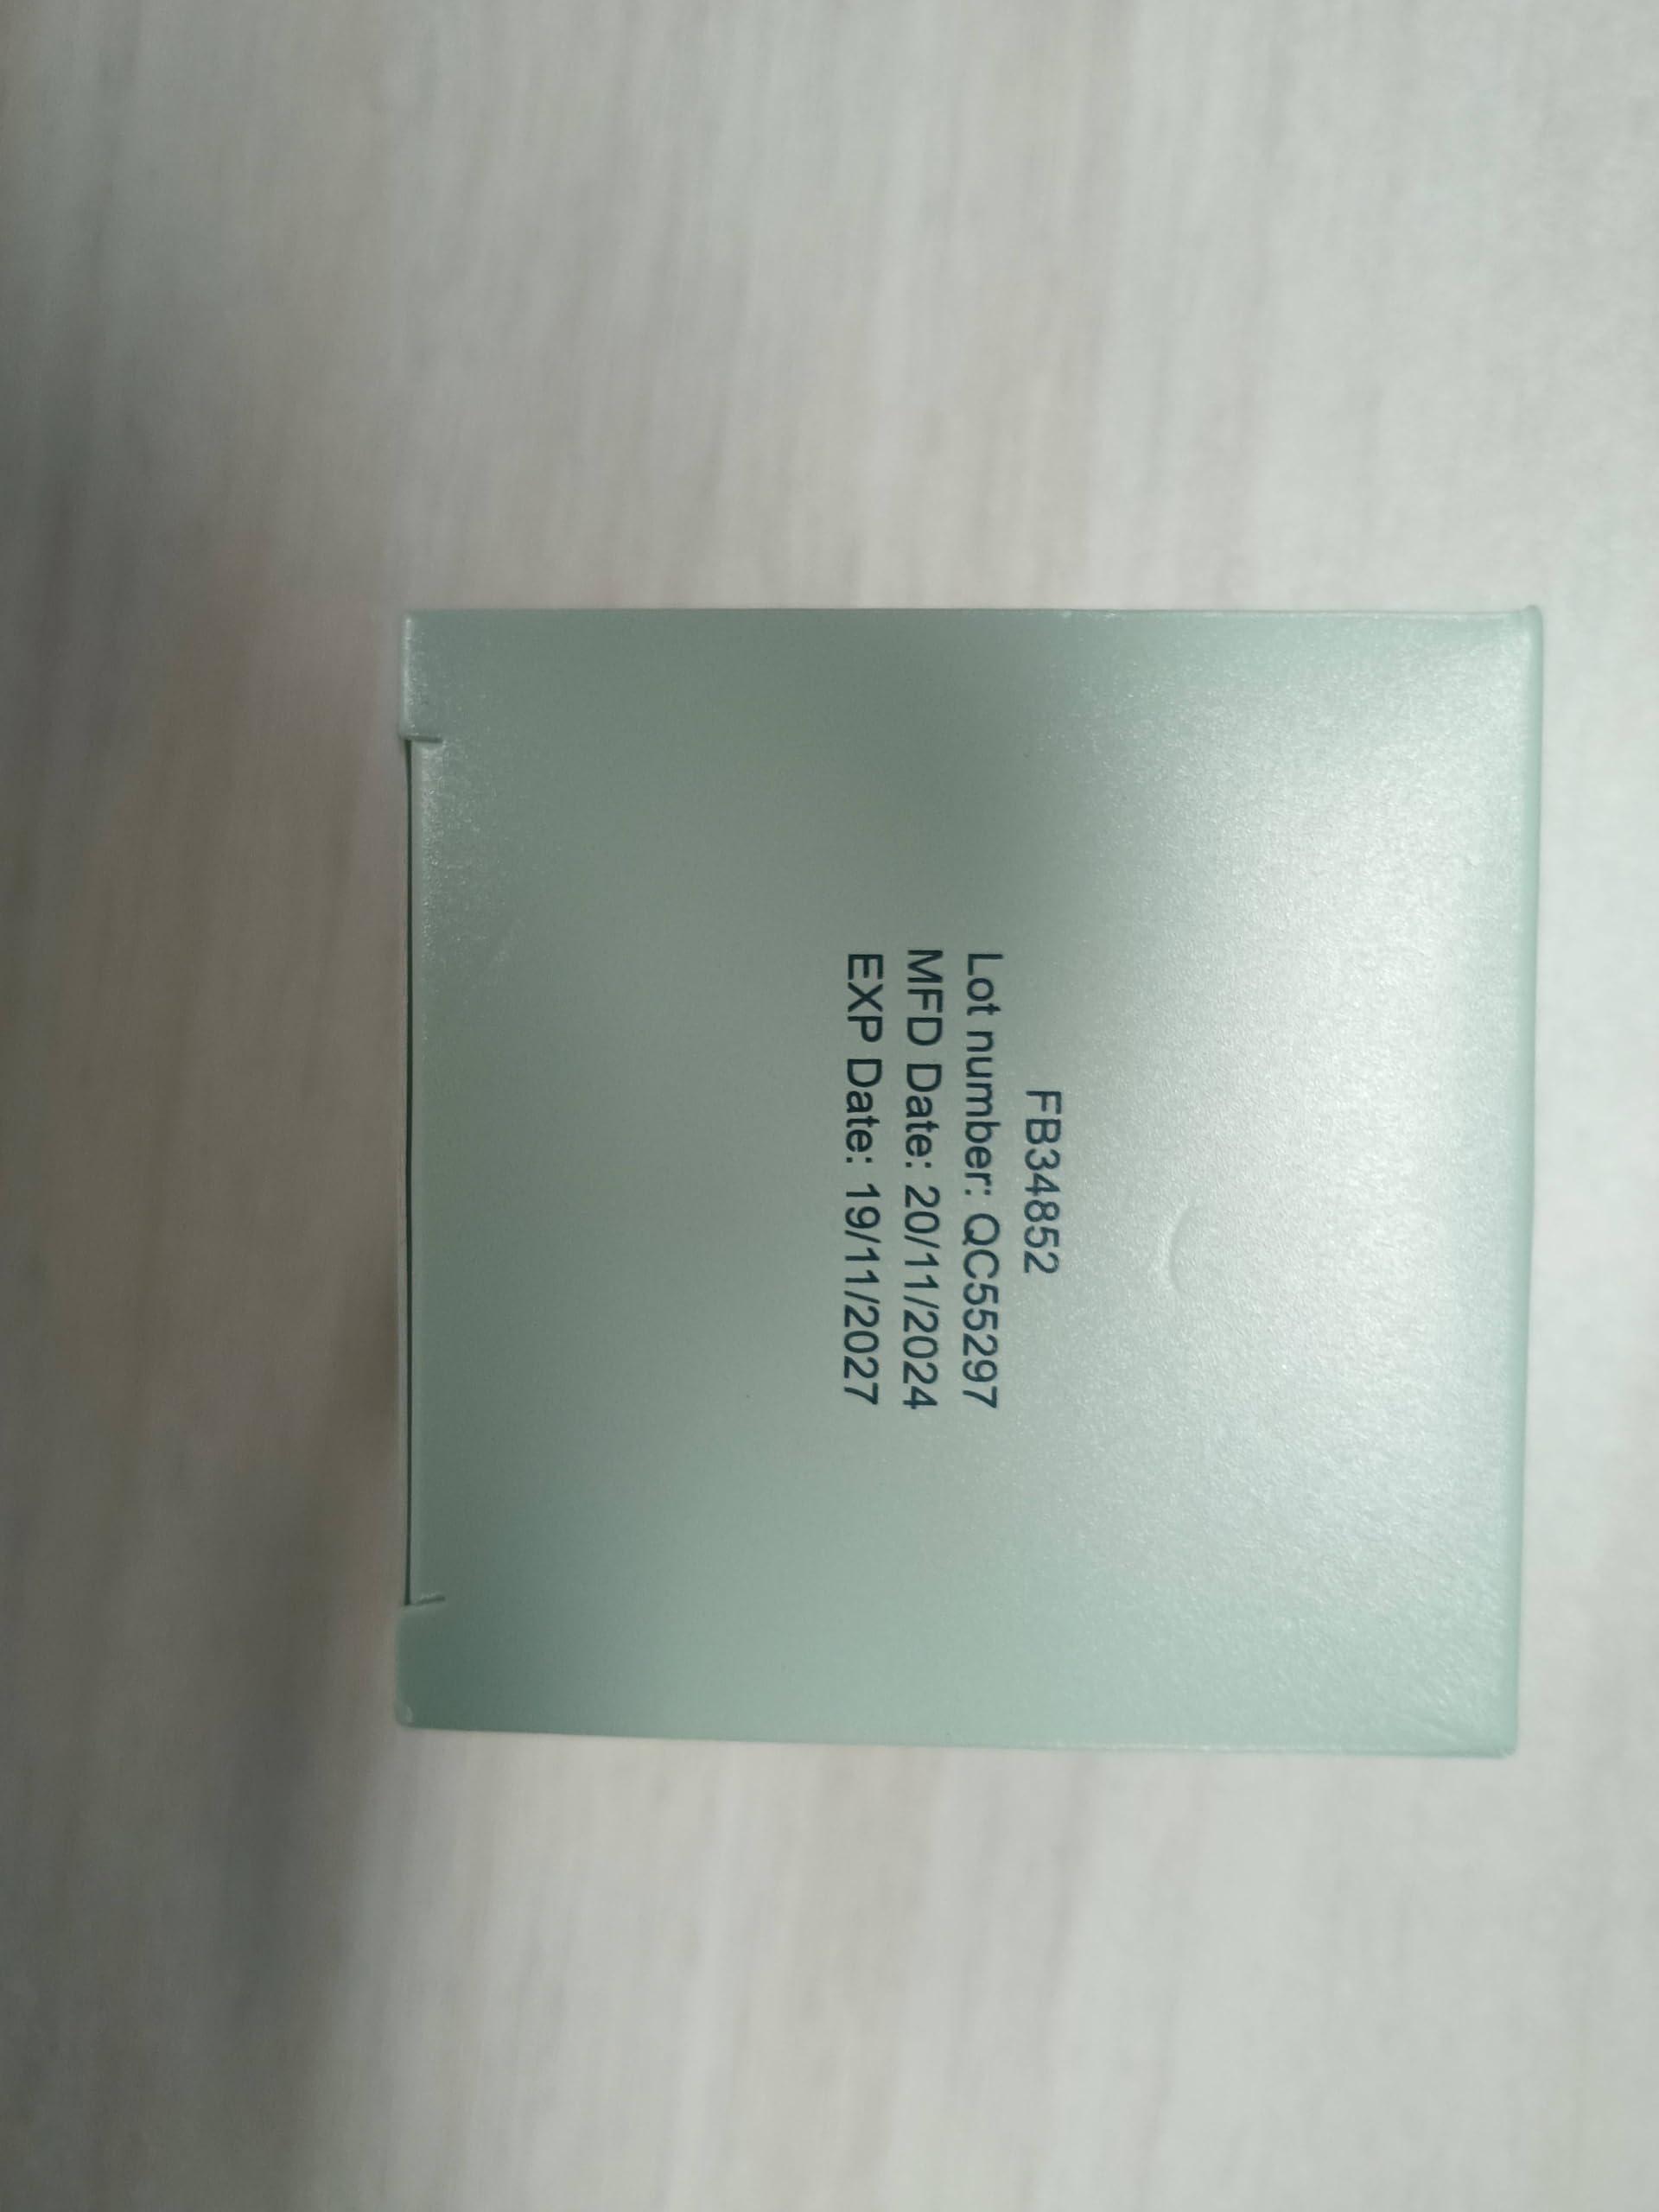 FB34852
Lot number: QC55297
MFD Date: 20/11/2024
EXP Date: 19/11/2027